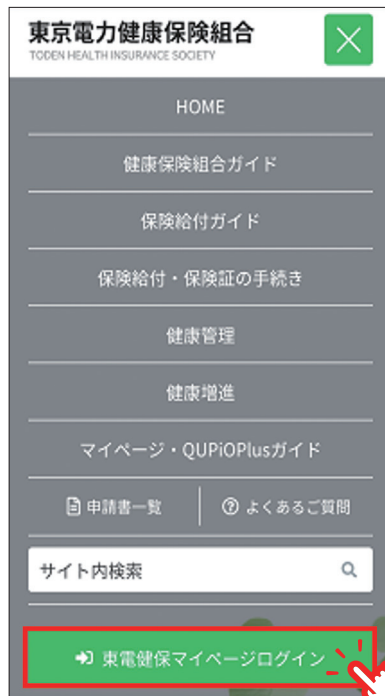 東京電力健康保険組合
TODEN HEALTH INSURANCE SOCIETY
HOME
健康保険組合ガイド
保険給付ガイド
保険給付・保険証の手続き
健康管理
健康増進
マイページ・QUPiOPlusガイド
申請書一覧
よくあるご質問
サイト内検索
東電健保マイページログイン